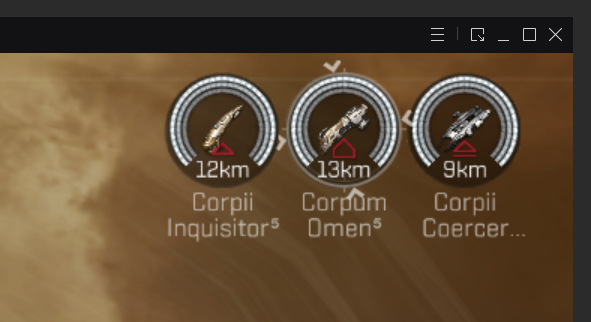 12km
13km
9km
Corpii
Inquisitor⁵
Corpum
Omen⁵
Corpii
Coercer...